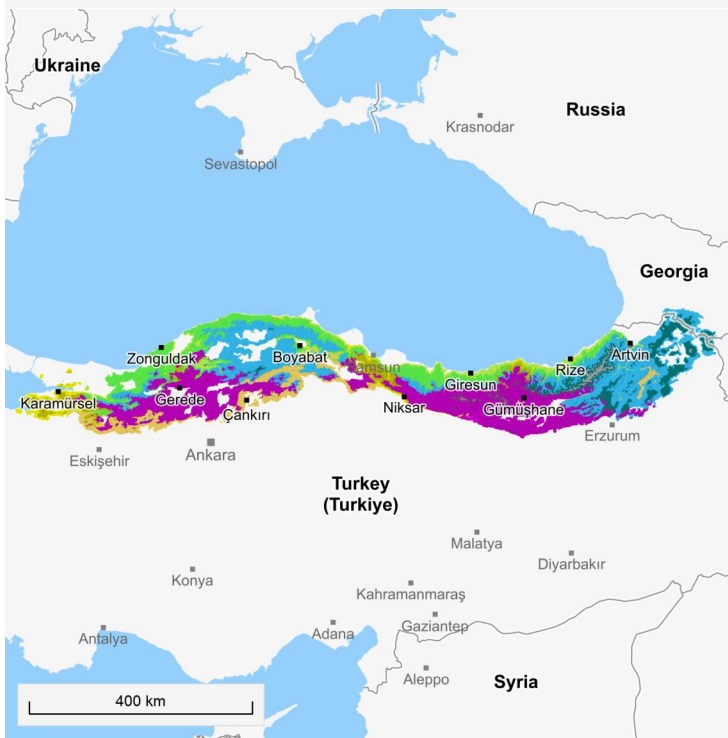 Ukraine
Russia
Krasnodar
Sevastopol
Georgia
Zonguldak
Boyabat
Samsun
Artvin
Rize
Giresun
Karamürsel
Gerede
Çankırı
Niksar
Gümüşhane
Erzurum
Eskişehir
Ankara
Turkey
(Turkiye)
Malatya
Diyarbakır
Konya
Kahramanmaraş
Gaziantep
Antalya
Adana
Aleppo
Syria
400 km